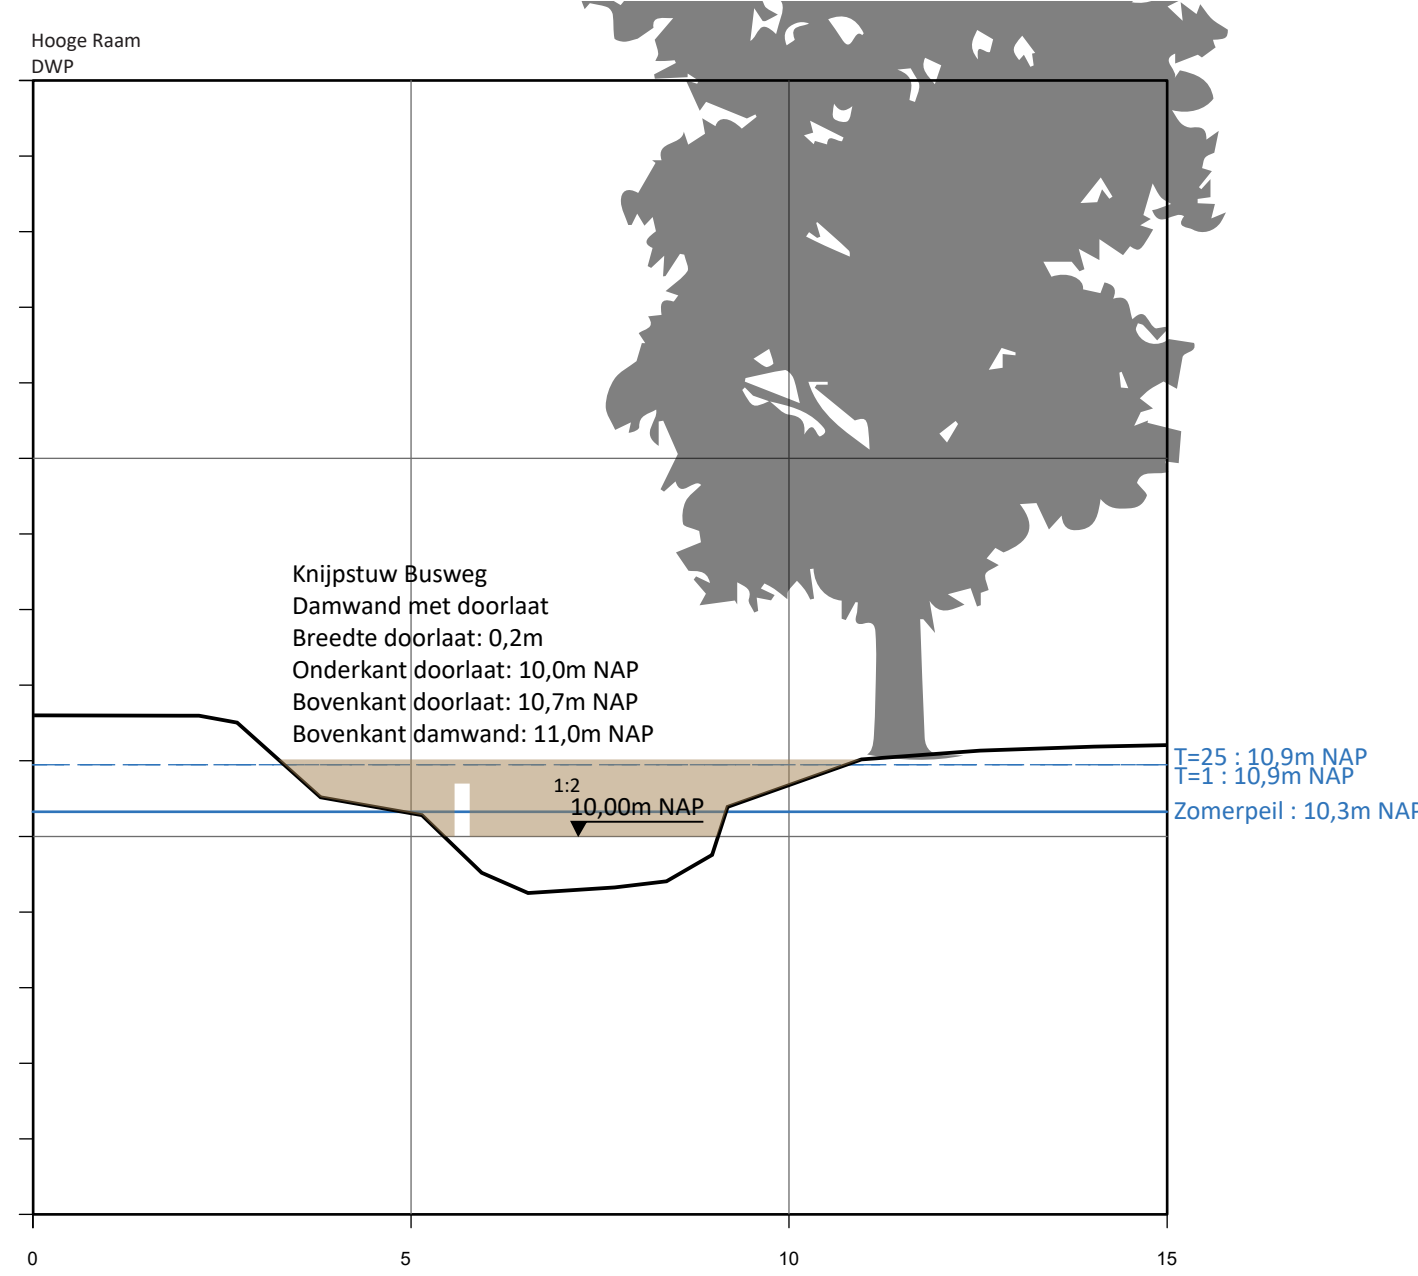 Hooge Raam
DWP
Knijpstuw Busweg
Damwand met doorlaat
Breedte doorlaat: 0,2m
Onderkant doorlaat: 10,0m NAP
Bovenkant doorlaat: 10,7m NAP
Bovenkant damwand: 11,0m NAP
T=25 : 10,9m NAP
T=1 : 10,9m NAP
1:2
10,00m NAP
Zomerpeil : 10,3m NAP
0 5 10 15